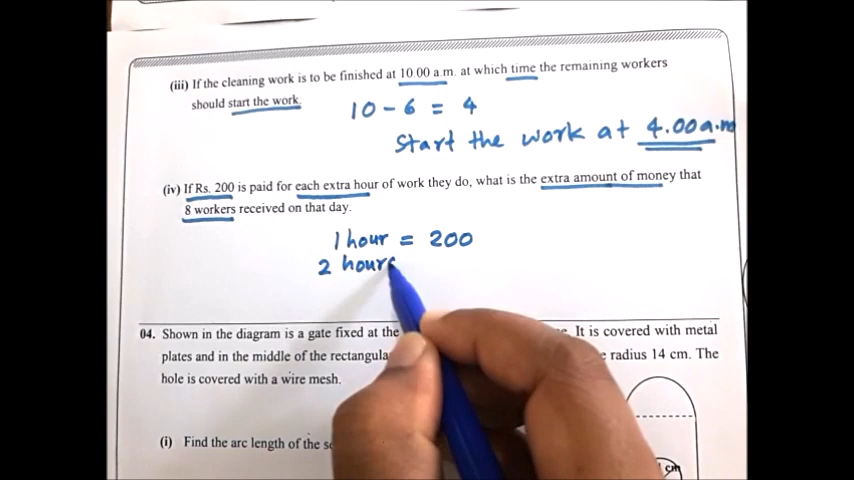 (iii) If the cleaning work is to be finished at 10.00 a.m. at which time the remaining workers
should start the work.
10 - 6 = 4
Start the work at 4.00a.m
(iv) If Rs. 200 is paid for each extra hour of work they do, what is the extra amount of money that
8 workers received on that day.
1 hour = 200
2 hours
04. Shown in the diagram is a gate fixed at the It is covered with metal
plates and in the middle of the radius 14 cm. The
hole is covered with a wire mesh.
(i) Find the arc length of the
cm